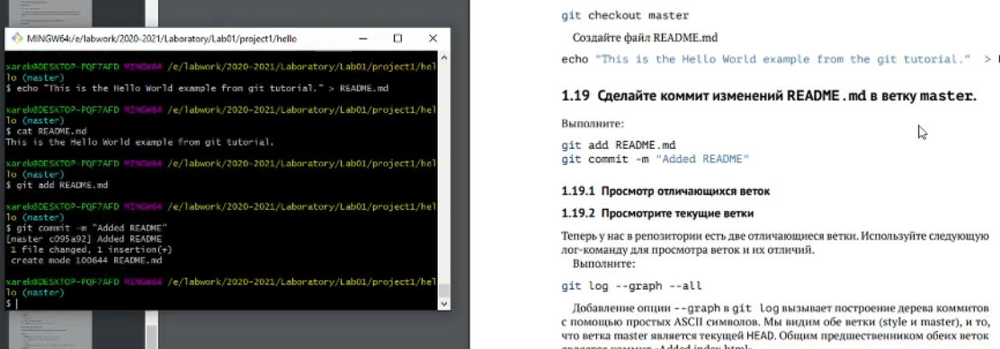 MINGW64:/e/labwork/2020-2021/Laboratory/Lab01/project1/hello
xarek@DESKTOP-PQF7AFD MINGW64 /e/labwork/2020-2021/Laboratory/Lab01/project1/hel
lo (master)
$ echo "This is the Hello World example from git tutorial." > README.md
xarek@DESKTOP-PQF7AFD MINGW64 /e/labwork/2020-2021/Laboratory/Lab01/project1/hel
lo (master)
$ cat README.md
This is the Hello World example from git tutorial.
xarek@DESKTOP-PQF7AFD MINGW64 /e/labwork/2020-2021/Laboratory/Lab01/project1/hel
lo (master)
$ git add README.md
xarek@DESKTOP-PQF7AFD MINGW64 /e/labwork/2020-2021/Laboratory/Lab01/project1/hel
lo (master)
$ git commit -m "Added README"
[master c095a92] Added README
1 file changed, 1 insertion(+)
create mode 100644 README.md
xarek@DESKTOP-PQF7AFD MINGW64 /e/labwork/2020-2021/Laboratory/Lab01/project1/hel
lo (master)
$
git checkout master
Создайте файл README.md
echo "This is the Hello World example from the git tutorial." >
1.19 Сделайте коммит изменений README.md в ветку master.
Выполните:
git add README.md
git commit -m "Added README"
1.19.1 Просмотр отличающихся веток
1.19.2 Просмотрите текущие ветки
Теперь у нас в репозитории есть две отличающиеся ветки. Используйте следующую
лог-команду для просмотра веток и их отличий.
Выполните:
git log --graph --all
Добавление опции --graph в git log вызывает построение дерева коммитов
с помощью простых ASCII символов. Мы видим обе ветки (style и master), и то,
что ветка master является текущей HEAD. Общим предшественником обеих веток
является коммит «Added index.html».